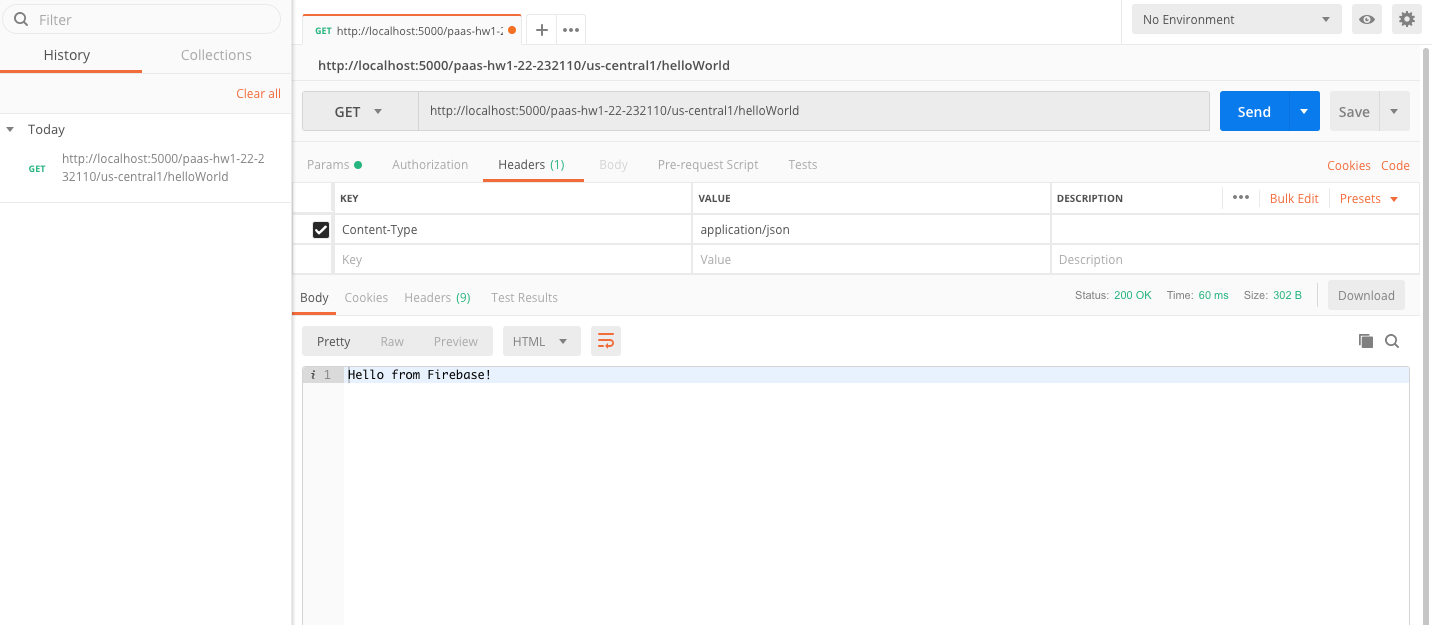 Filter
History Collections
Clear all
Today
GET http://localhost:5000/paas-hw1-22-2
32110/us-central1/helloWorld
GET http://localhost:5000/paas-hw1-2
No Environment
http://localhost:5000/paas-hw1-22-232110/us-central1/helloWorld
GET http://localhost:5000/paas-hw1-22-232110/us-central1/helloWorld Send Save
Params Authorization Headers (1) Body Pre-request Script Tests Cookies Code
KEY VALUE DESCRIPTION ••• Bulk Edit Presets
Content-Type application/json
Key Value Description
Body Cookies Headers (9) Test Results Status: 200 OK Time: 60 ms Size: 302 B Download
Pretty Raw Preview HTML
i 1 Hello from Firebase!